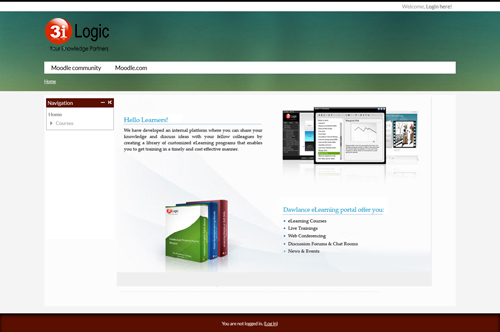 Welcome, Login here!
3i Logic
Your Knowledge Partners
Moodle community Moodle.com
Home
Navigation
Home
Courses
Hello Learners!
We have developed an internal platform where you can share your
knowledge and discuss ideas with your fellow colleagues by
creating a library of customized eLearning programs that enables
you to get training in a timely and cost effective manner.
Dawlance eLearning portal offer you:
eLearning Courses
Live Trainings
Web Conferencing
Discussion Forums & Chat Rooms
News & Events
You are not logged in. (Log in)